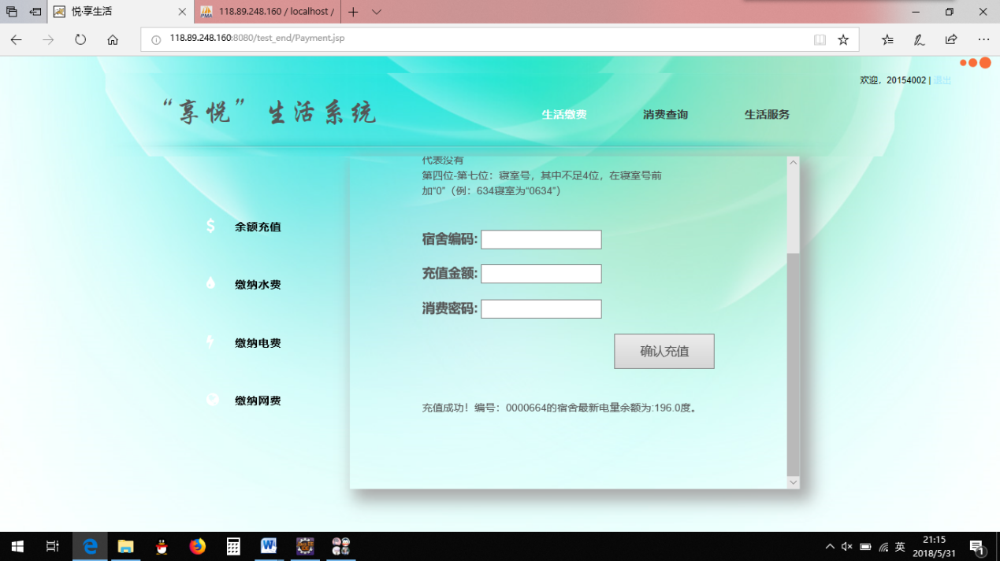 悦·享生活
118.89.248.160 / localhost /
118.89.248.160:8080/test_end/Payment.jsp
欢迎，20154002 | 退出
“享悦”生活系统
生活缴费 消费查询 生活服务
代表没有
第四位-第七位：寝室号，其中不足4位，在寝室号前
加"0"（例：634寝室为"0634"）
余额充值
缴纳水费
缴纳电费
缴纳网费
宿舍编码:
充值金额:
消费密码:
确认充值
充值成功！编号：0000664的宿舍最新电量余额为:196.0度。
英
21:15
2018/5/31
1